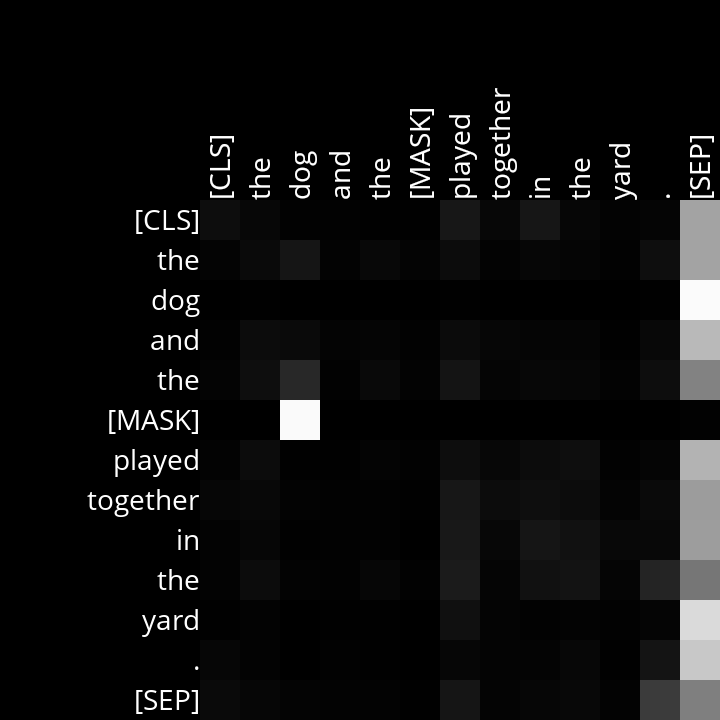 [CLS] the dog and the [MASK] played together in the yard . [SEP]
[CLS]
the
dog
and
the
[MASK]
played
together
in
the
yard
.
[SEP]